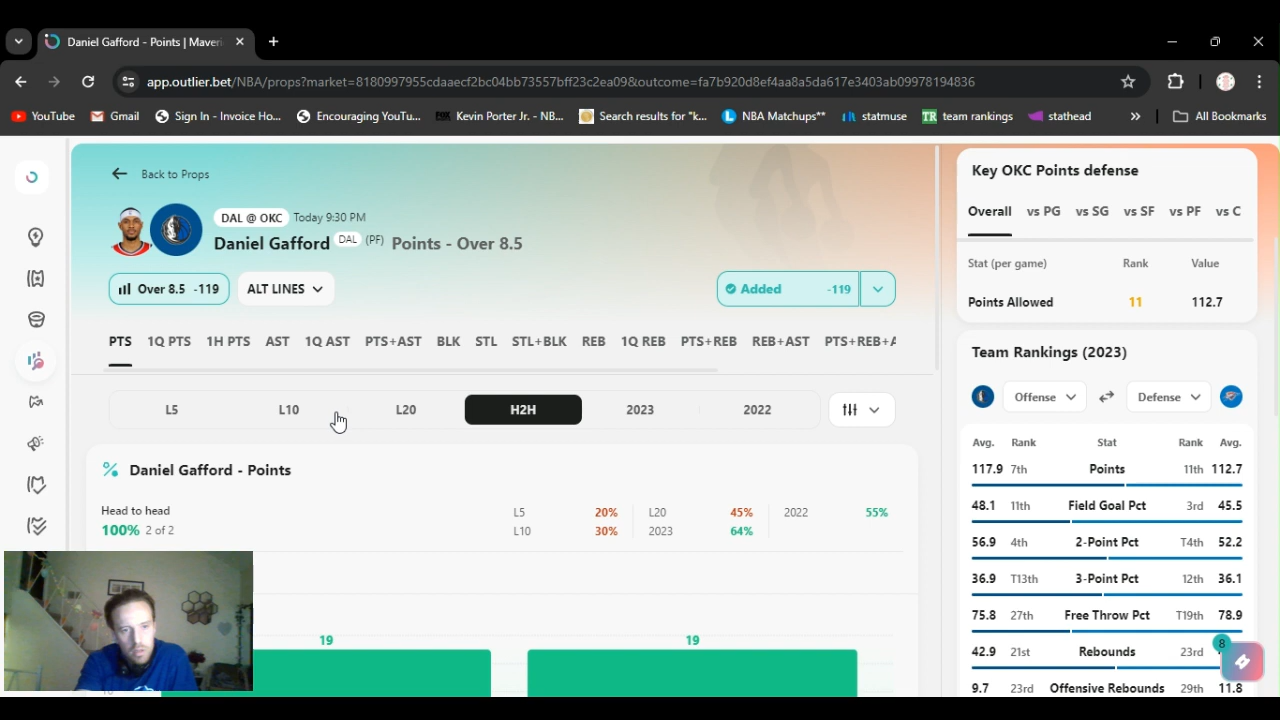 Daniel Gafford - Points | Maveri
app.outlier.bet/NBA/props?market=8180997955cdaaecf2bc04bb73557bff23c2ea09&outcome=fa7b920d8ef4aa8a5da617e3403ab09978194836
YouTube Gmail Sign In - Invoice Ho... Encouraging YouTu... Kevin Porter Jr. - NB... Search results for "k... NBA Matchups** statmuse team rankings stathead » All Bookmarks
Back to Props
DAL @ OKC Today 9:30 PM
Daniel Gafford DAL (PF) Points - Over 8.5
Over 8.5 -119 ALT LINES Added -119
PTS 1Q PTS 1H PTS AST 1Q AST PTS+AST BLK STL STL+BLK REB 1Q REB PTS+REB REB+AST PTS+REB+A
L5 L10 L20 H2H 2023 2022
Daniel Gafford - Points
Head to head
100% 2 of 2
L5 20% L20 45% 2022 55%
L10 30% 2023 64%
19 19
Key OKC Points defense
Overall vs PG vs SG vs SF vs PF vs C
Stat (per game) Rank Value
Points Allowed 11 112.7
Team Rankings (2023)
Offense Defense
Avg. Rank Stat Rank Avg.
117.9 7th Points 11th 112.7
48.1 11th Field Goal Pct 3rd 45.5
56.9 4th 2-Point Pct T4th 52.2
36.9 T13th 3-Point Pct 12th 36.1
75.8 27th Free Throw Pct T19th 78.9
42.9 21st Rebounds 23rd
8
9.7 23rd Offensive Rebounds 29th 11.8